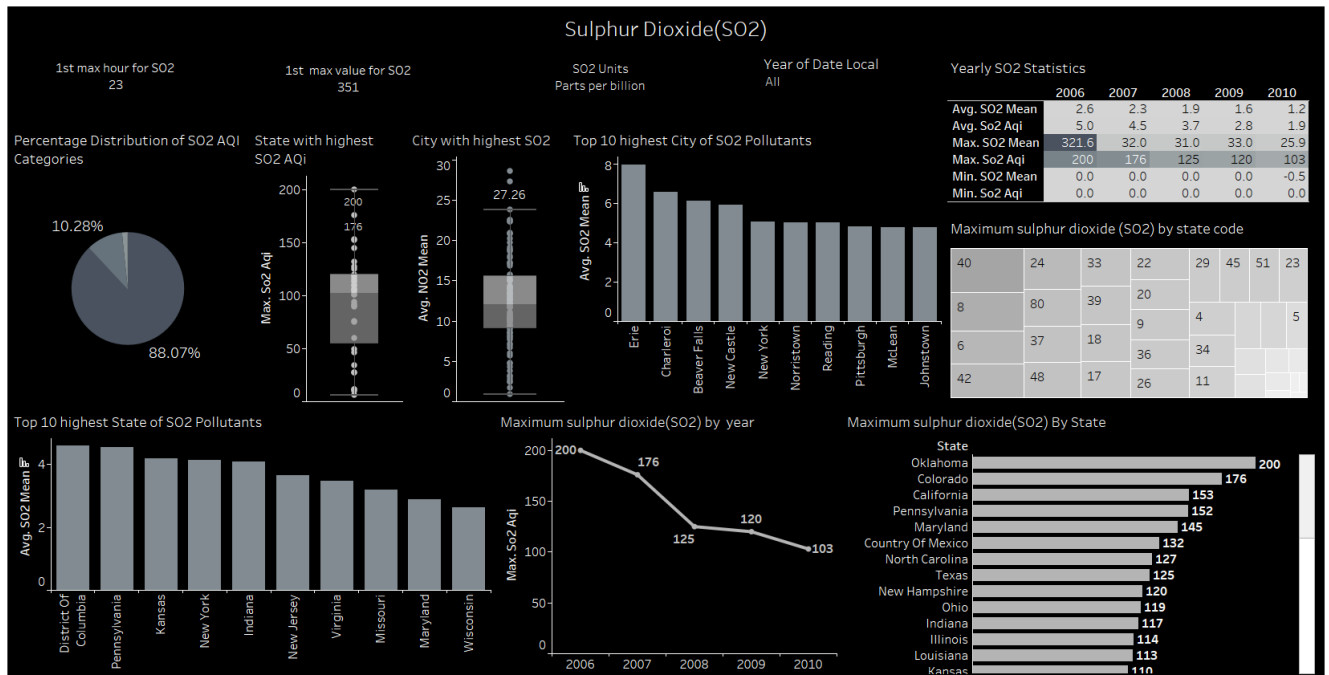 Sulphur Dioxide(SO2)
1st max hour for SO2
23
1st max value for SO2
351
SO2 Units
Parts per billion
Year of Date Local
All
Yearly SO2 Statistics
2006 2007 2008 2009 2010
Avg. SO2 Mean 2.6 2.3 1.9 1.6 1.2
Avg. So2 Aqi 5.0 4.5 3.7 2.8 1.9
Max. SO2 Mean 321.6 32.0 31.0 33.0 25.9
Max. So2 Aqi 200 176 125 120 103
Min. SO2 Mean 0.0 0.0 0.0 0.0 -0.5
Min. So2 Aqi 0.0 0.0 0.0 0.0 0.0
Percentage Distribution of SO2 AQI
Categories
10.28%
88.07%
State with highest
SO2 AQi
Max. So2 Aqi
200
150
100
50
0
200
176
City with highest SO2
Avg. NO2 Mean
30
25
20
15
10
5
0
27.26
Top 10 highest City of SO2 Pollutants
Avg. SO2 Mean
8
6
4
2
0
Erie
Charleroi
Beaver Falls
New Castle
New York
Norristown
Reading
Pittsburgh
McLean
Johnstown
Maximum sulphur dioxide (SO2) by state code
40 24 33 22 29 45 51 23
8 80 39 20 4 5
6 37 18 9 34
42 48 17 36 11
26
Top 10 highest State of SO2 Pollutants
Avg. SO2 Mean
4
2
0
District Of
Columbia
Pennsylvania
Kansas
New York
Indiana
New Jersey
Virginia
Missouri
Maryland
Wisconsin
Maximum sulphur dioxide(SO2) by year
Max. So2 Aqi
200
150
100
50
0
200
176
125
120
103
2006 2007 2008 2009 2010
Maximum sulphur dioxide(SO2) By State
State
Oklahoma 200
Colorado 176
California 153
Pennsylvania 152
Maryland 145
Country Of Mexico 132
North Carolina 127
Texas 125
New Hampshire 120
Ohio 119
Indiana 117
Illinois 114
Louisiana 113
Kansas 110